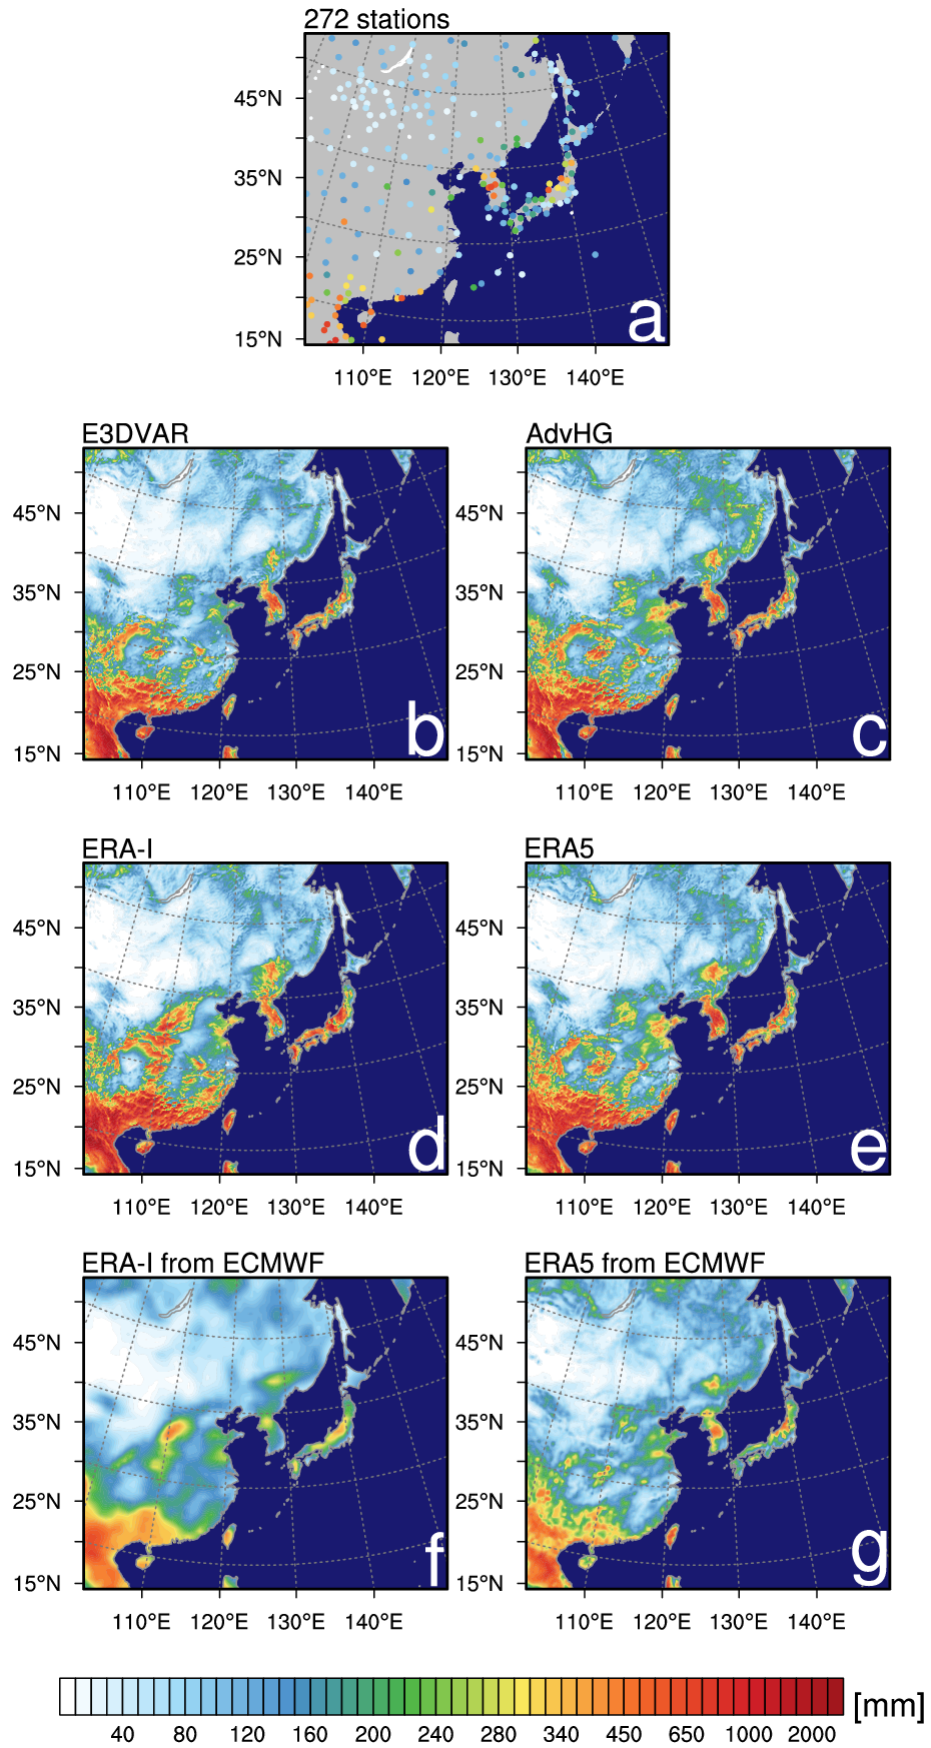 272 stations
45°N
35°N
25°N
15°N
a
110°E 120°E 130°E 140°E
E3DVAR AdvHG
45°N 45°N
35°N 35°N
25°N 25°N
15°N b 15°N c
110°E 120°E 130°E 140°E 110°E 120°E 130°E 140°E
ERA-I ERA5
45°N 45°N
35°N 35°N
25°N 25°N
15°N d 15°N e
110°E 120°E 130°E 140°E 110°E 120°E 130°E 140°E
ERA-I from ECMWF ERA5 from ECMWF
45°N 45°N
35°N 35°N
25°N 25°N
15°N f 15°N g
110°E 120°E 130°E 140°E 110°E 120°E 130°E 140°E
[mm]
40 80 120 160 200 240 280 340 450 650 1000 2000